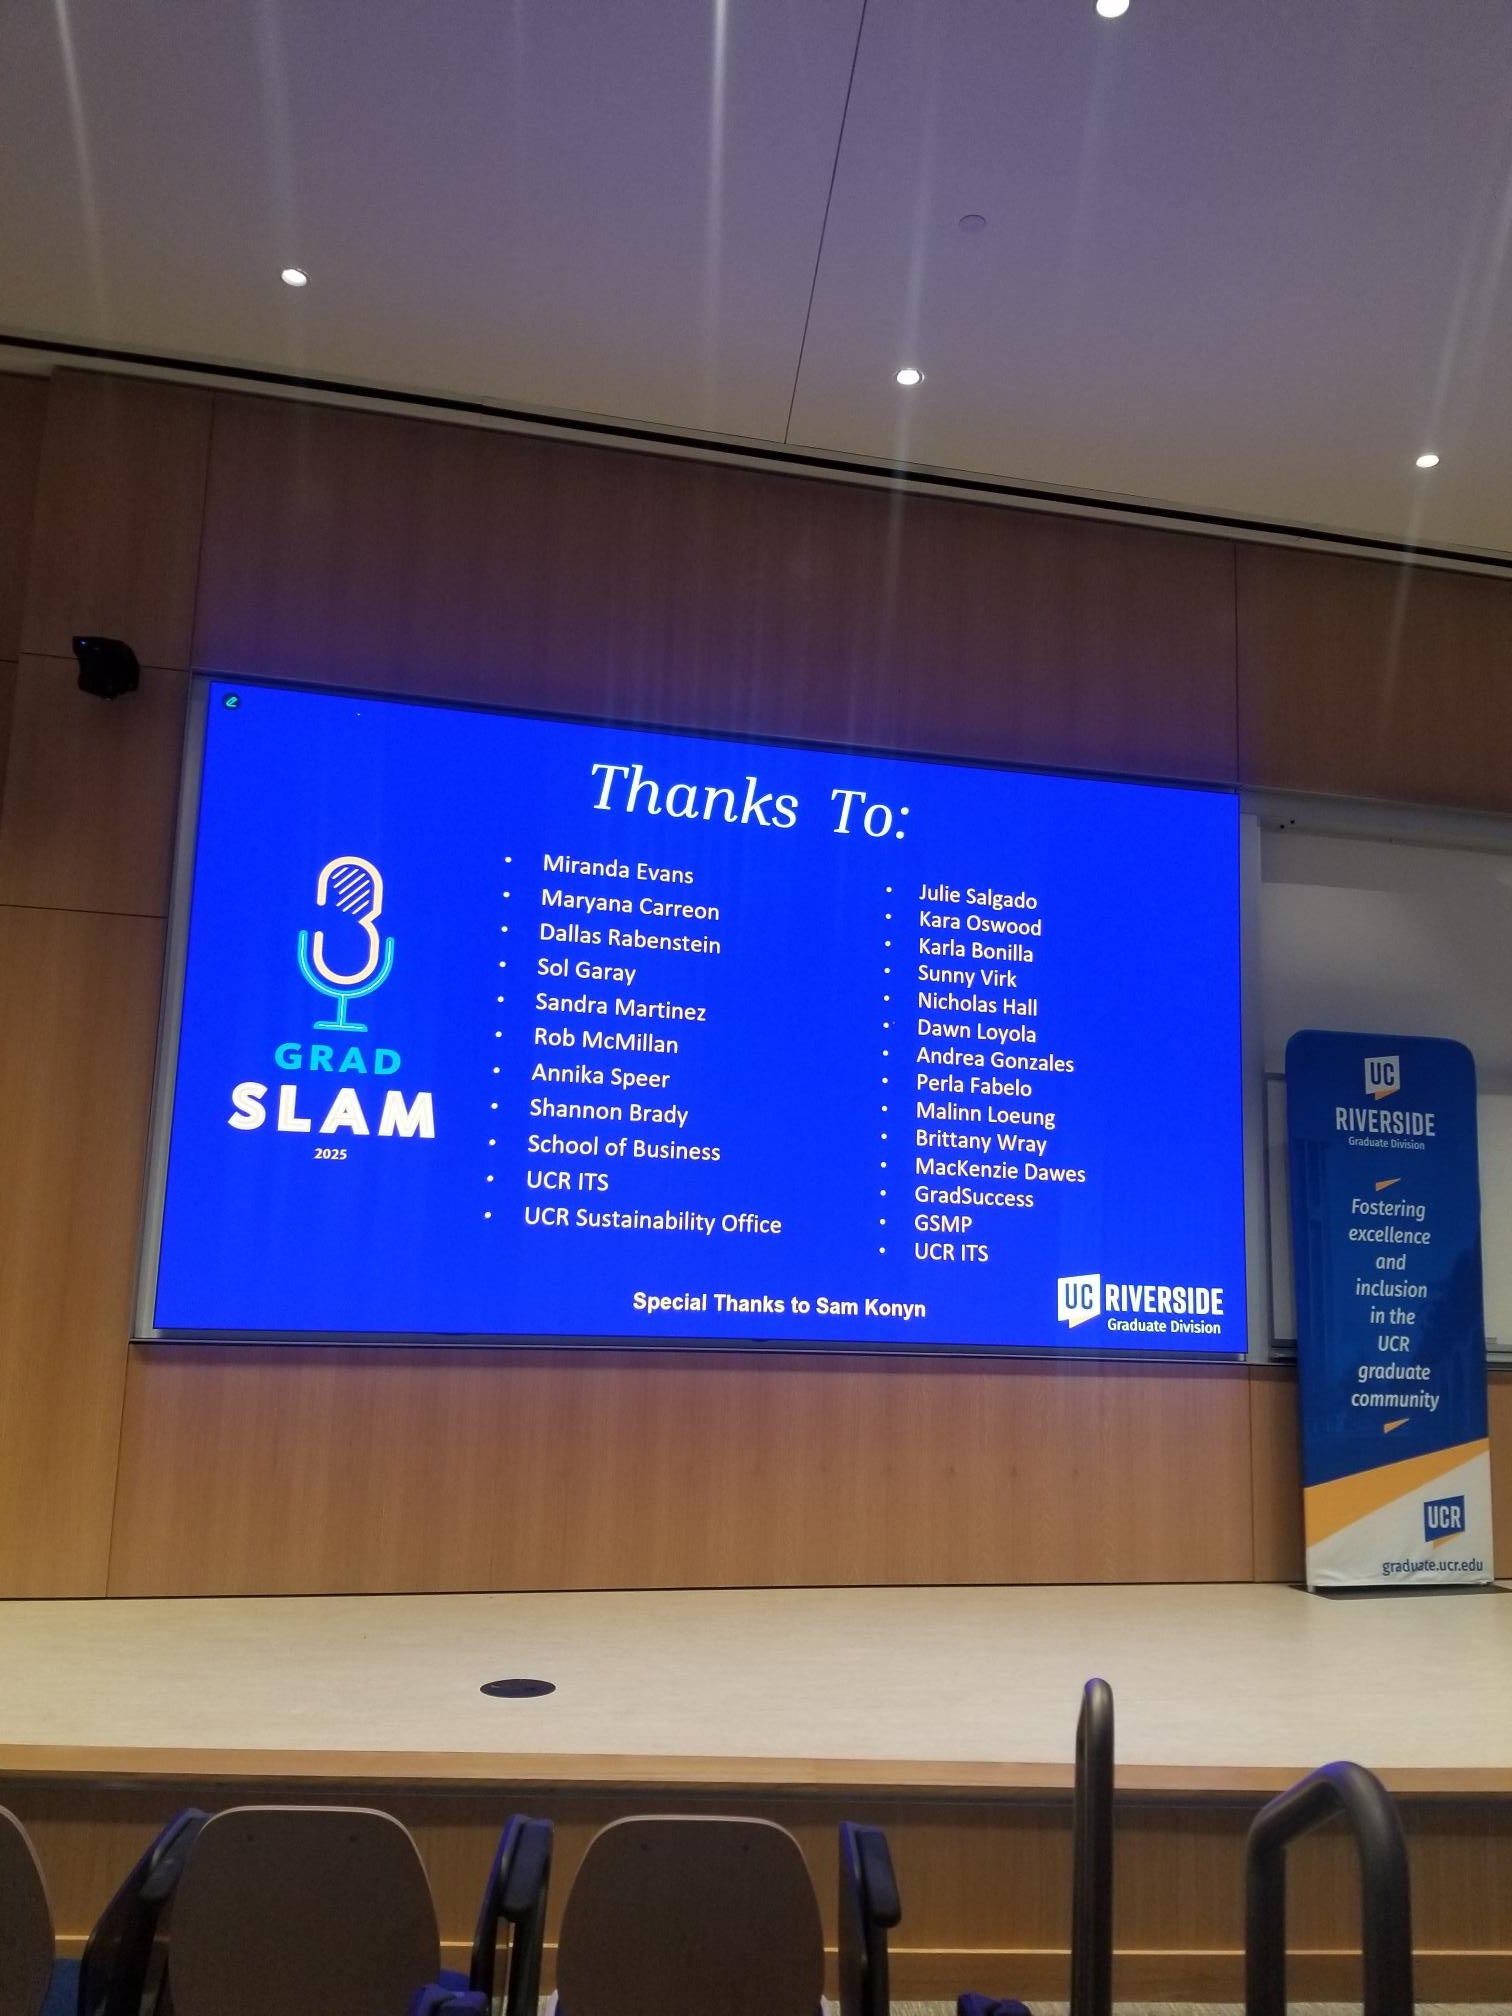 Thanks To:
• Miranda Evans
• Maryana Carreon
• Dallas Rabenstein
• Sol Garay
• Sandra Martinez
• Rob McMillan
• Annika Speer
• Shannon Brady
• School of Business
• UCR ITS
• UCR Sustainability Office
• Julie Salgado
• Kara Oswood
• Karla Bonilla
• Sunny Virk
• Nicholas Hall
• Dawn Loyola
• Andrea Gonzales
• Perla Fabelo
• Malinn Loeung
• Brittany Wray
• MacKenzie Dawes
• GradSuccess
• GSMP
• UCR ITS
GRAD
SLAM
2025
Special Thanks to Sam Konyn
UC RIVERSIDE
Graduate Division
UC
RIVERSIDE
Graduate Division
Fostering
excellence
and
inclusion
in the
UCR
graduate
community
UCR
graduate.ucr.edu